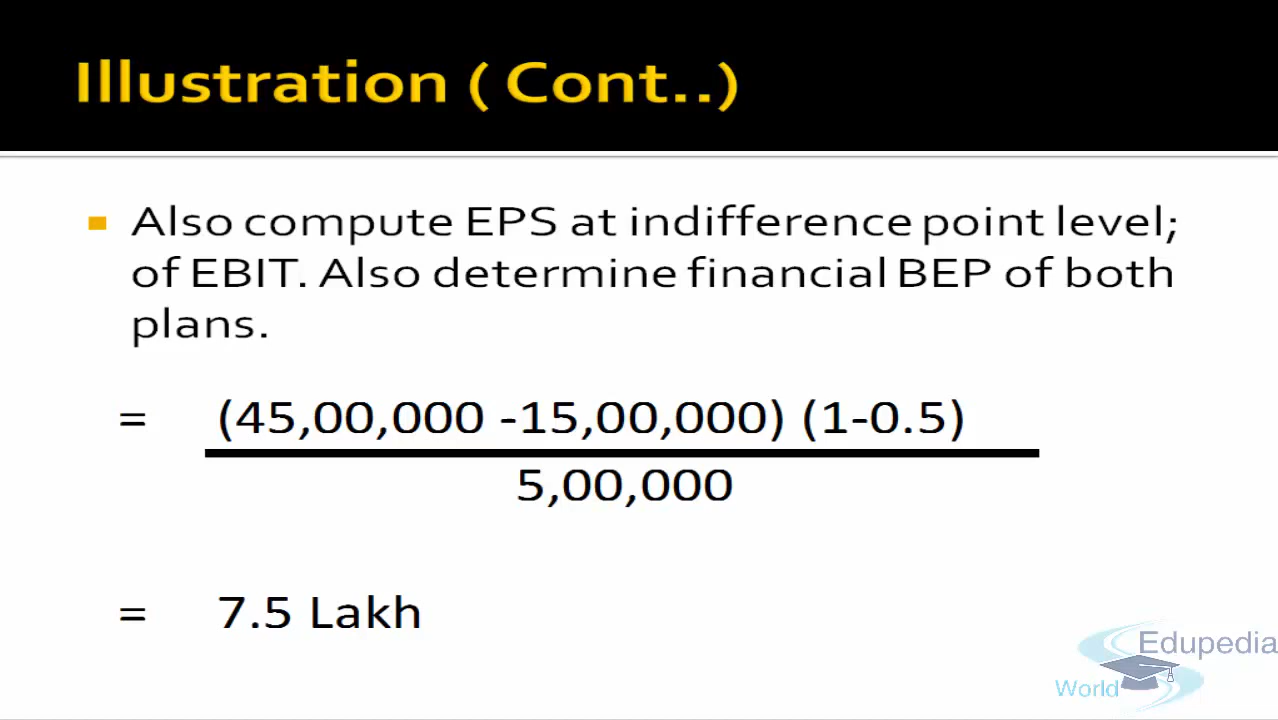 Illustration ( Cont..)
Also compute EPS at indifference point level;
of EBIT. Also determine financial BEP of both
plans.
= (45,00,000 -15,00,000) (1-0.5)
5,00,000
= 7.5 Lakh
Edupedia
World